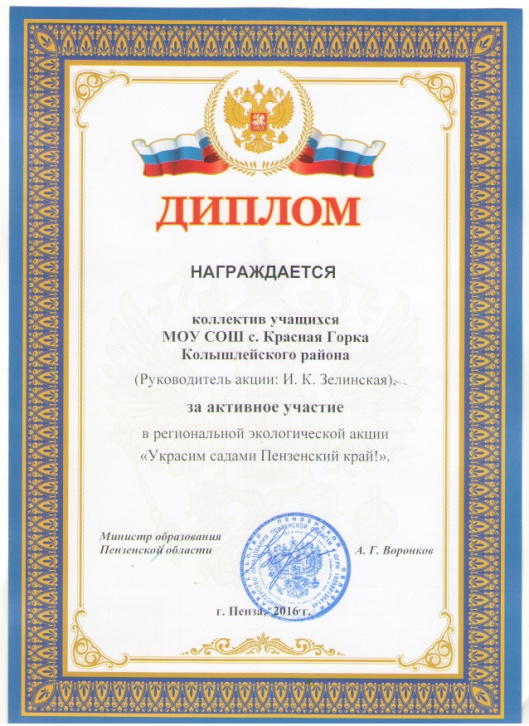 ДИПЛОМ
НАГРАЖДАЕТСЯ
коллектив учащихся
МОУ СОШ с. Красная Горка
Колышлейского района
(Руководитель акции: И. К. Зелинская),
за активное участие
в региональной экологической акции
«Украсим садами Пензенский край!».
Министр образования
Пензенской области
А. Г. Воронков
г. Пенза, 2016 г.